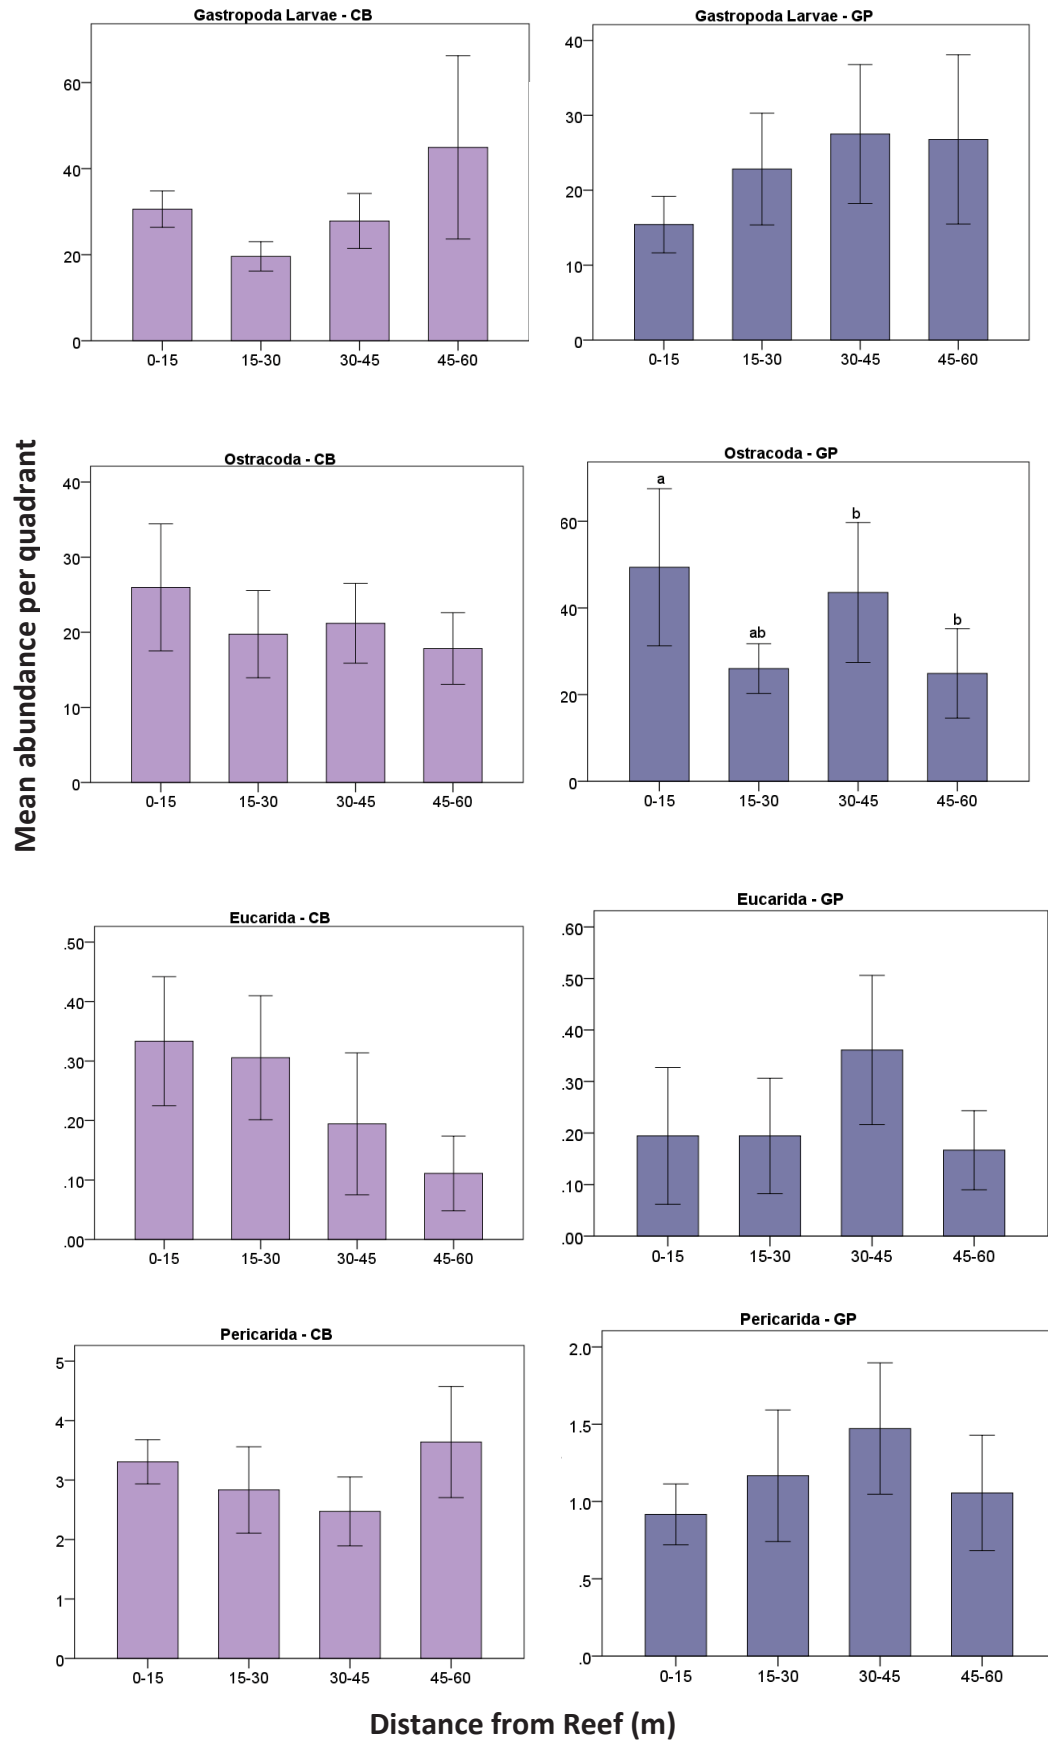 Gastropoda Larvae - CB
60
40
20
0
0-15 15-30 30-45 45-60
Gastropoda Larvae - GP
40
30
20
10
0
0-15 15-30 30-45 45-60
Mean abundance per quadrant
Ostracoda - CB
40
30
20
10
0
0-15 15-30 30-45 45-60
Ostracoda - GP
a
b
ab
b
60
40
20
0
0-15 15-30 30-45 45-60
Eucarida - CB
.50
.40
.30
.20
.10
.00
0-15 15-30 30-45 45-60
Eucarida - GP
.60
.50
.40
.30
.20
.10
.00
0-15 15-30 30-45 45-60
Pericarida - CB
5
4
3
2
1
0
0-15 15-30 30-45 45-60
Pericarida - GP
2.0
1.5
1.0
.5
.0
0-15 15-30 30-45 45-60
Distance from Reef (m)